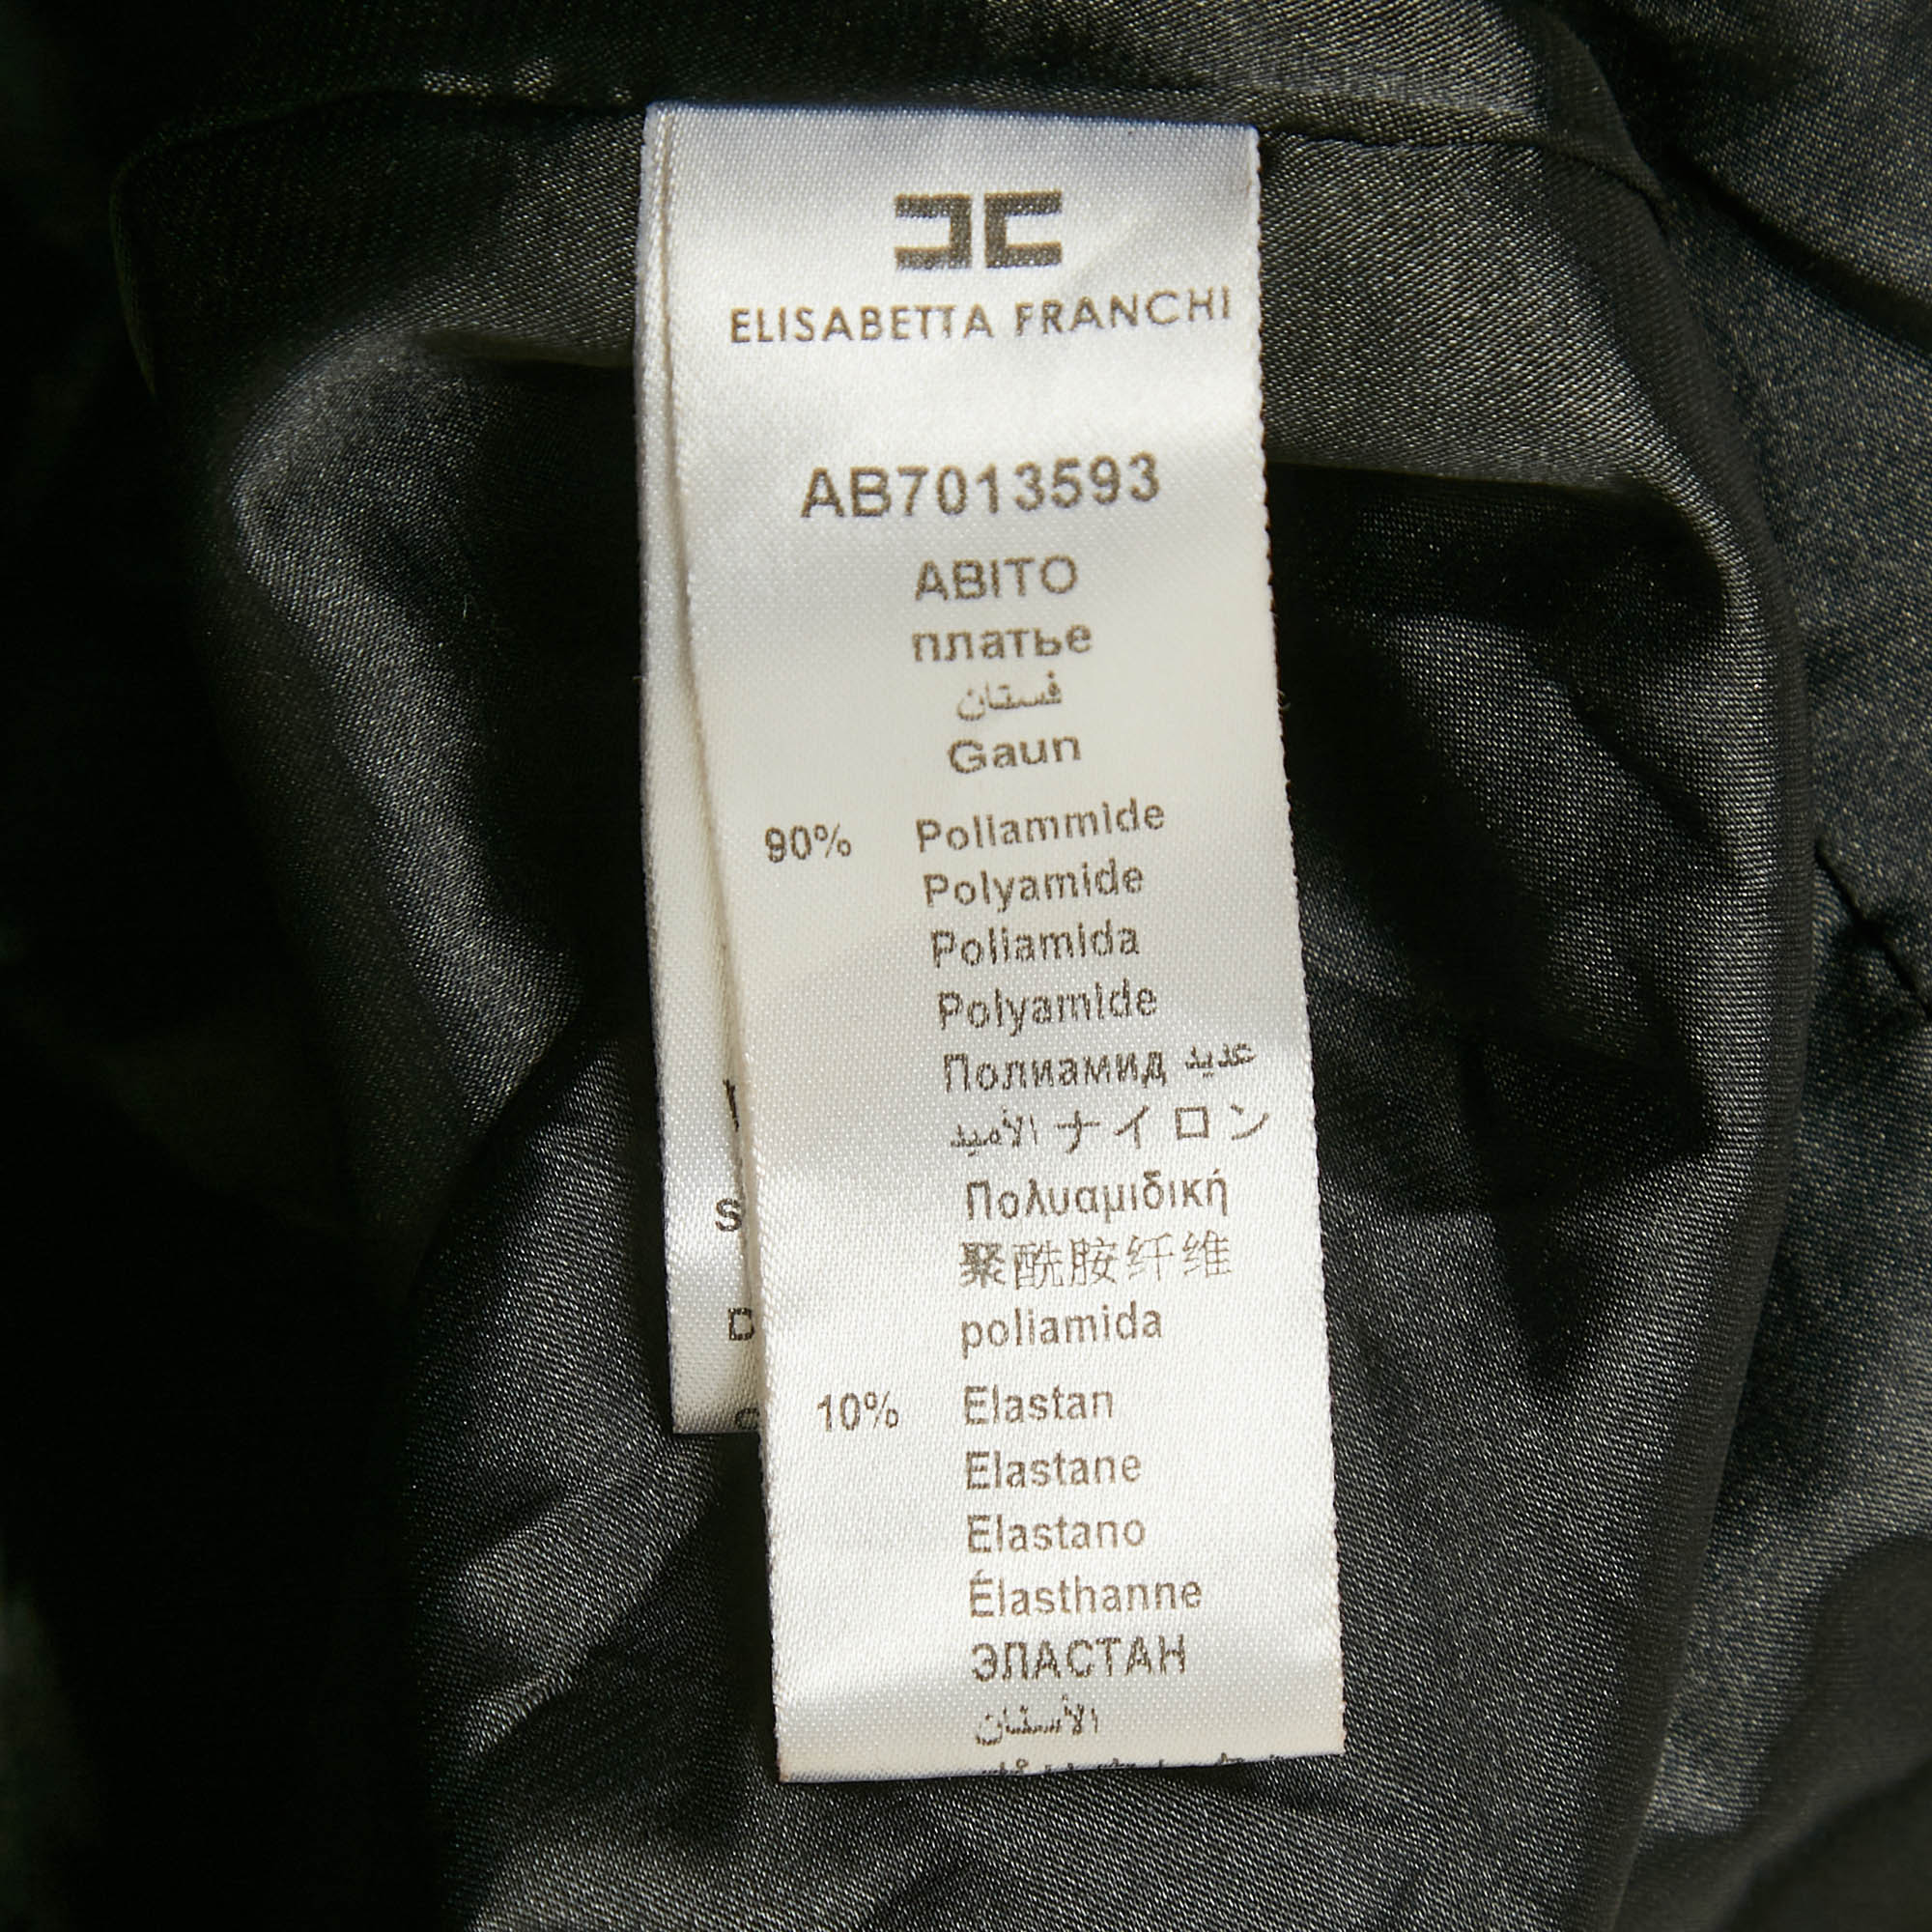 ELISABETTA FRANCHI
AB7013593
ABITO
платье
فستان
Gaun
90% Poliammide
Polyamide
Poliamida
Polyamide
Полиамид عديد
الأميد ナイロン
Πολυαμιδική
聚酰胺纤维
poliamida
10% Elastan
Elastane
Elastano
Élasthanne
ЭЛАСТАН
الأستان
S
D